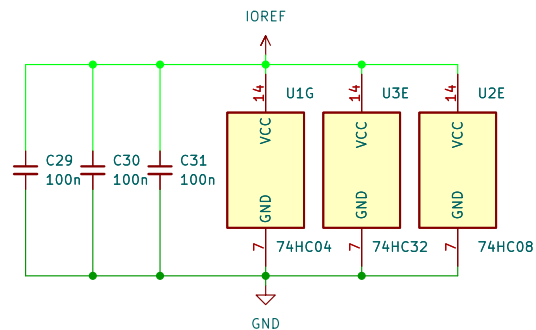 IOREF
14 U1G 14 U3E 14 U2E
VCC VCC VCC
C29 C30 C31
100n 100n 100n
GND GND GND
7 74HC04 7 74HC32 7 74HC08
GND